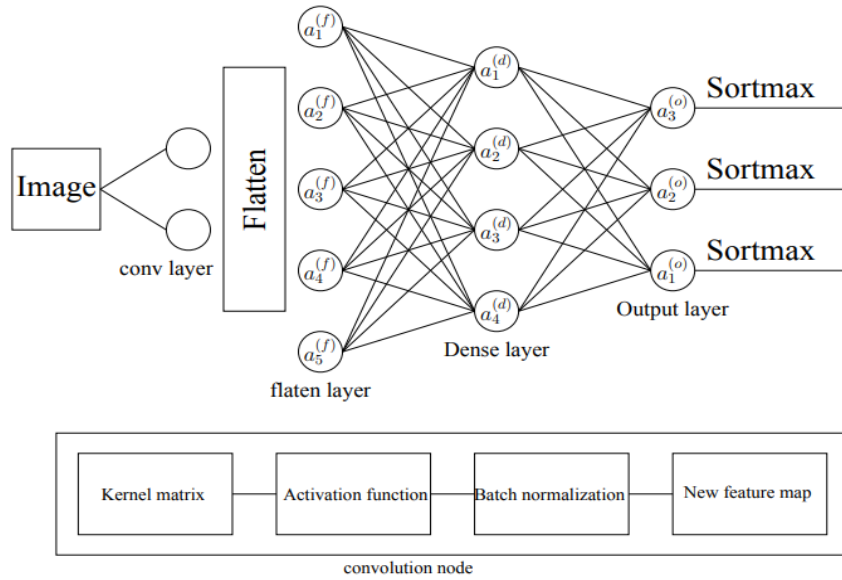 Image
conv layer
Flatten
a_1^{(f)}
a_2^{(f)}
a_3^{(f)}
a_4^{(f)}
a_5^{(f)}
flaten layer
a_1^{(d)}
a_2^{(d)}
a_3^{(d)}
a_4^{(d)}
Dense layer
a_3^{(o)}
a_2^{(o)}
a_1^{(o)}
Output layer
Sortmax
Sortmax
Sortmax
Kernel matrix
Activation function
Batch normalization
New feature map
convolution node